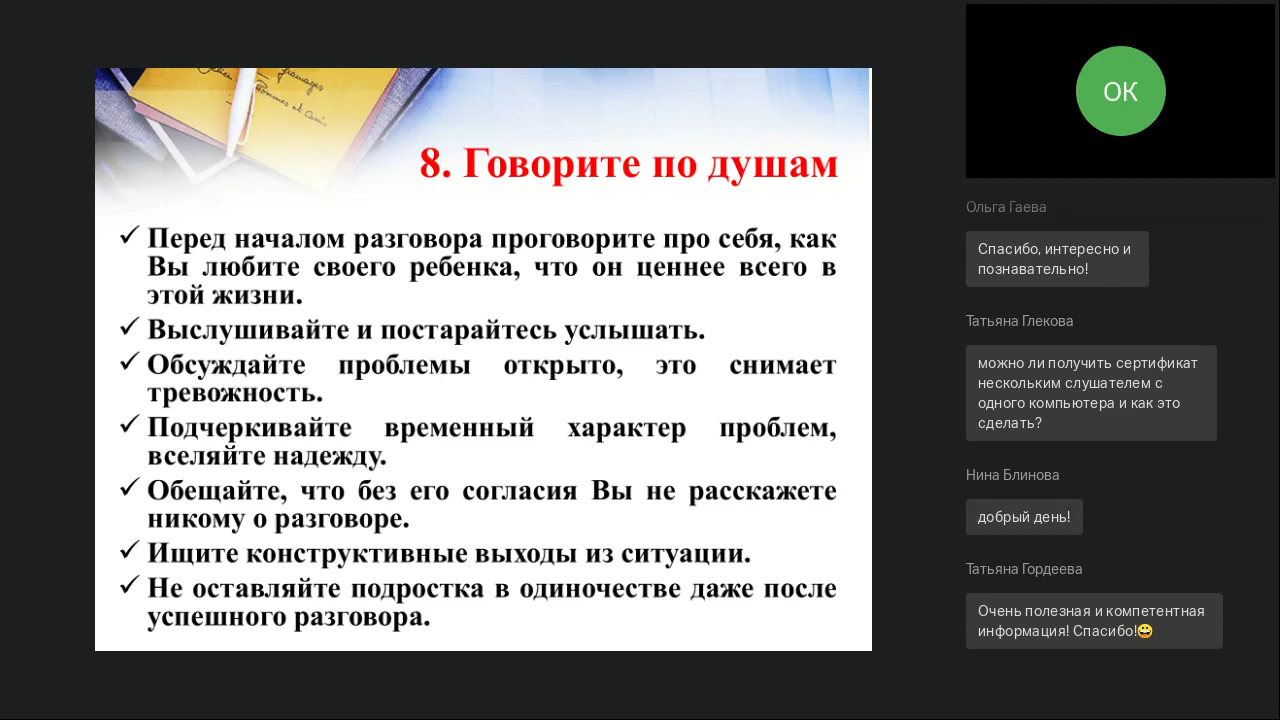 8. Говорите по душам
Перед началом разговора проговорите про себя, как
Вы любите своего ребенка, что он ценнее всего в
этой жизни.
Выслушивайте и постарайтесь услышать.
Обсуждайте проблемы открыто, это снимает
тревожность.
Подчеркивайте временный характер проблем,
вселяйте надежду.
Обещайте, что без его согласия Вы не расскажете
никому о разговоре.
Ищите конструктивные выходы из ситуации.
Не оставляйте подростка в одиночестве даже после
успешного разговора.
ОК
Ольга Гаева
Спасибо, интересно и
познавательно!
Татьяна Глекова
можно ли получить сертификат
нескольким слушателем с
одного компьютера и как это
сделать?
Нина Блинова
добрый день!
Татьяна Гордеева
Очень полезная и компетентная
информация! Спасибо!😀